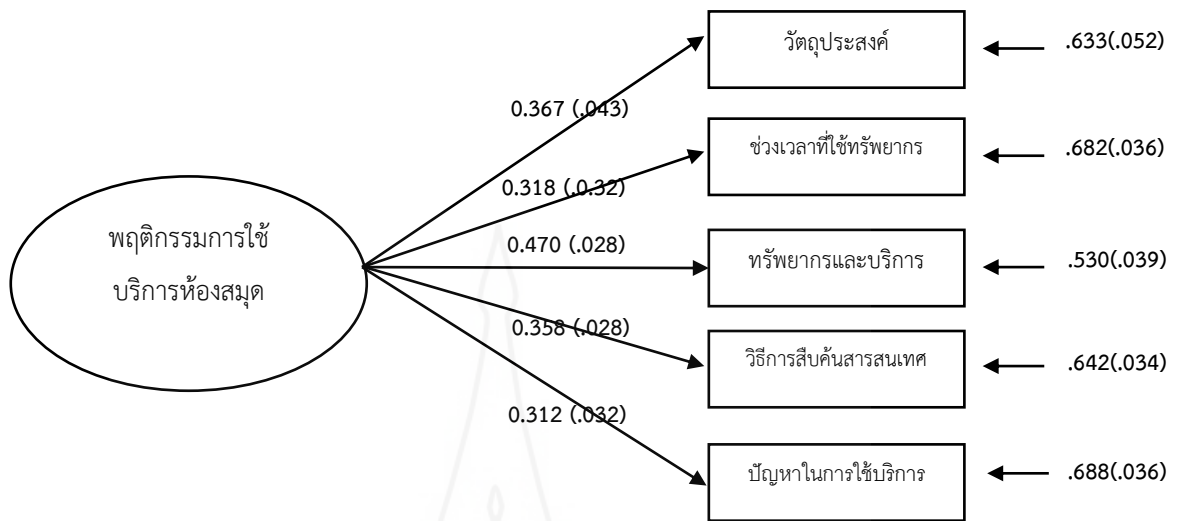 วัตถุประสงค์
.633(.052)
0.367 (.043)
ช่วงเวลาที่ใช้ทรัพยากร
.682(.036)
0.318 (.0.32)
พฤติกรรมการใช้
บริการห้องสมุด
0.470 (.028)
ทรัพยากรและบริการ
.530(.039)
0.358 (.028)
วิธีการสืบค้นสารสนเทศ
.642(.034)
0.312 (.032)
ปัญหาในการใช้บริการ
.688(.036)